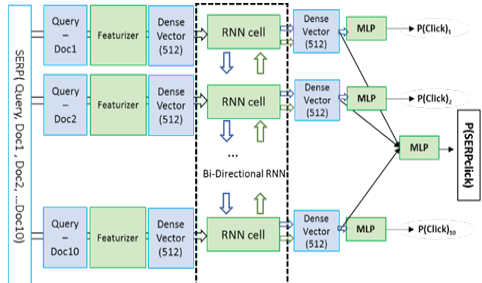 SERP( Query, Doc1 , Doc2, ...Doc10)
Query
–
Doc1
Featurizer
Dense
Vector
(512)
RNN cell
Dense
Vector
(512)
MLP
P(Click)₁
Query
–
Doc2
Featurizer
Dense
Vector
(512)
RNN cell
Dense
Vector
(512)
MLP
P(Click)₂
...
Bi-Directional RNN
MLP
P(SERPclick)
Query
–
Doc10
Featurizer
Dense
Vector
(512)
RNN cell
Dense
Vector
(512)
MLP
P(Click)₁₀